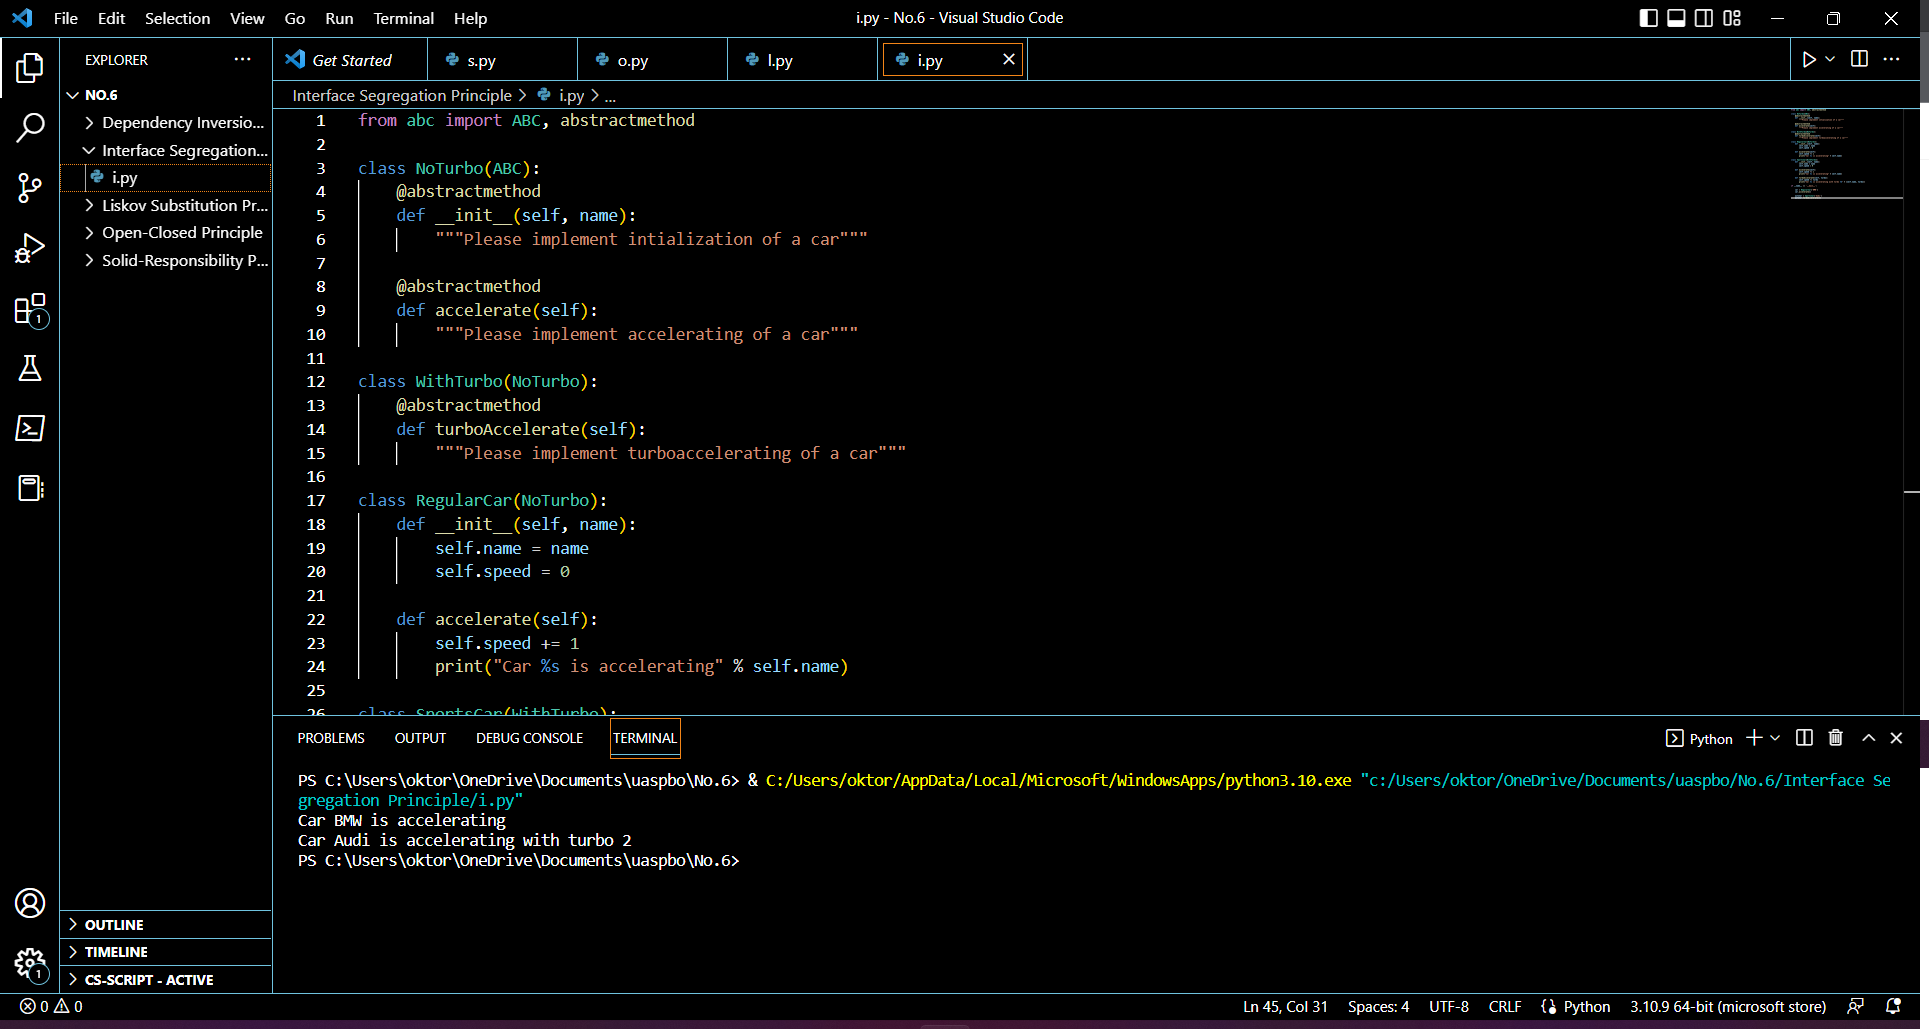 File Edit Selection View Go Run Terminal Help
i.py - No.6 - Visual Studio Code
EXPLORER ...
Get Started s.py o.py l.py i.py
NO.6
Dependency Inversio...
Interface Segregation...
i.py
Liskov Substitution Pr...
Open-Closed Principle
Solid-Responsibility P...
Interface Segregation Principle > i.py > ...
1 from abc import ABC, abstractmethod
2
3 class NoTurbo(ABC):
4 @abstractmethod
5 def __init__(self, name):
6 """Please implement intialization of a car"""
7
8 @abstractmethod
9 def accelerate(self):
10 """Please implement accelerating of a car"""
11
12 class WithTurbo(NoTurbo):
13 @abstractmethod
14 def turboAccelerate(self):
15 """Please implement turboaccelerating of a car"""
16
17 class RegularCar(NoTurbo):
18 def __init__(self, name):
19 self.name = name
20 self.speed = 0
21
22 def accelerate(self):
23 self.speed += 1
24 print("Car %s is accelerating" % self.name)
25
26 class SportsCar(WithTurbo):
PROBLEMS OUTPUT DEBUG CONSOLE TERMINAL
Python
PS C:\Users\oktor\OneDrive\Documents\uaspbo\No.6> & C:/Users/oktor/AppData/Local/Microsoft/WindowsApps/python3.10.exe "c:/Users/oktor/OneDrive/Documents/uaspbo/No.6/Interface Se
gregation Principle/i.py"
Car BMW is accelerating
Car Audi is accelerating with turbo 2
PS C:\Users\oktor\OneDrive\Documents\uaspbo\No.6>
1
OUTLINE
TIMELINE
CS-SCRIPT - ACTIVE
1
0 0
Ln 45, Col 31 Spaces: 4 UTF-8 CRLF Python 3.10.9 64-bit (microsoft store)